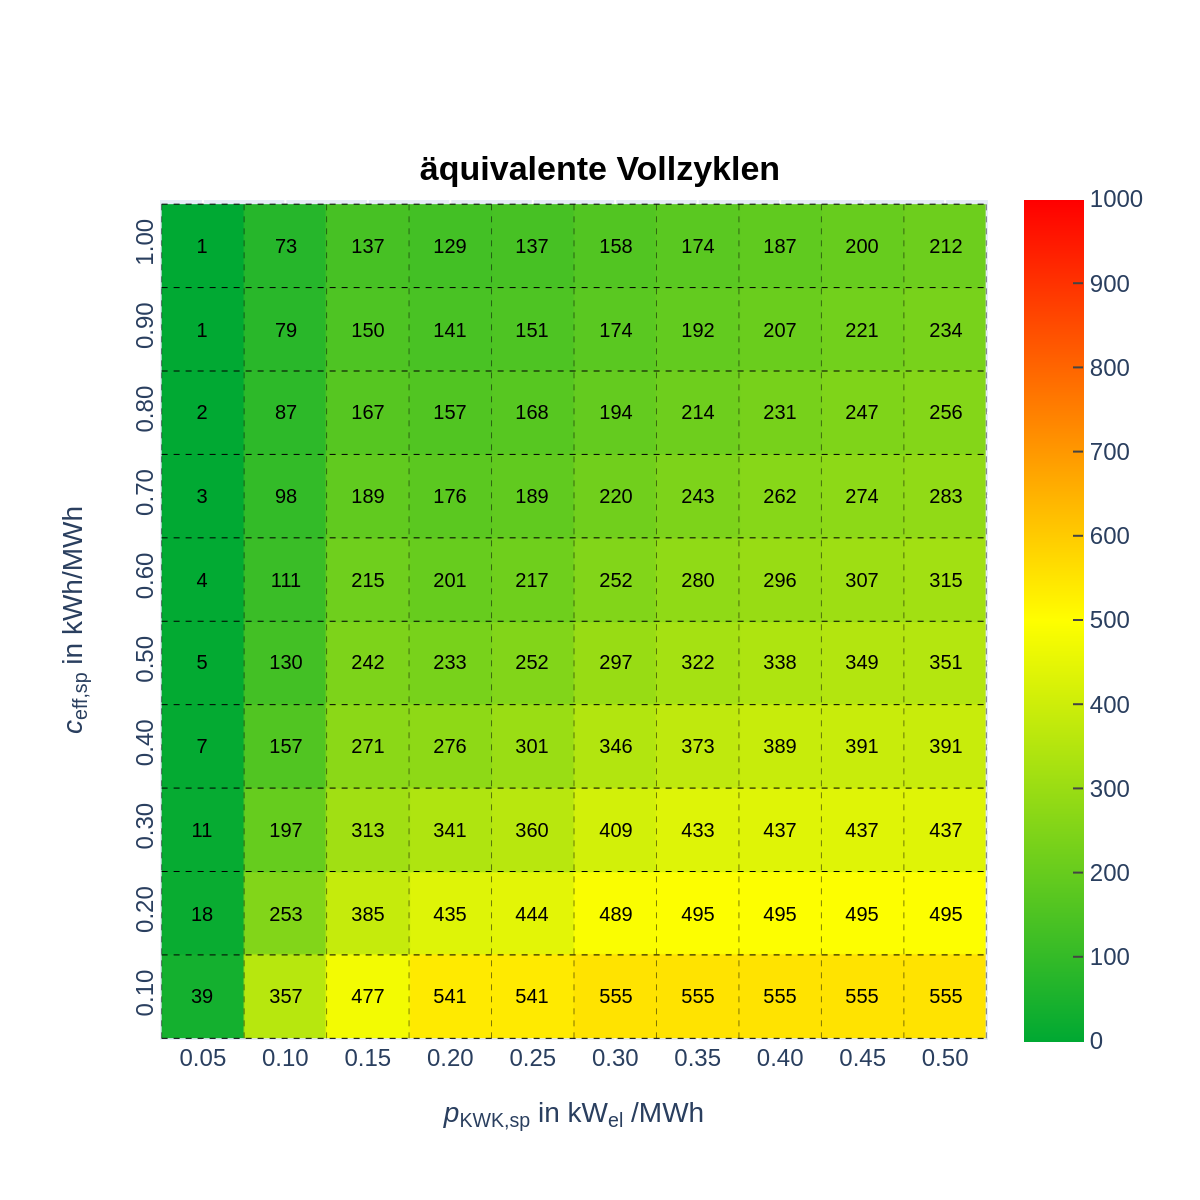 äquivalente Vollzyklen
1.00 1 73 137 129 137 158 174 187 200 212
0.90 1 79 150 141 151 174 192 207 221 234
0.80 2 87 167 157 168 194 214 231 247 256
0.70 3 98 189 176 189 220 243 262 274 283
0.60 4 111 215 201 217 252 280 296 307 315
0.50 5 130 242 233 252 297 322 338 349 351
0.40 7 157 271 276 301 346 373 389 391 391
0.30 11 197 313 341 360 409 433 437 437 437
0.20 18 253 385 435 444 489 495 495 495 495
0.10 39 357 477 541 541 555 555 555 555 555
0.05 0.10 0.15 0.20 0.25 0.30 0.35 0.40 0.45 0.50
pKWK,sp in kWel /MWh
ceff,sp in kWh/MWh
1000
900
800
700
600
500
400
300
200
100
0